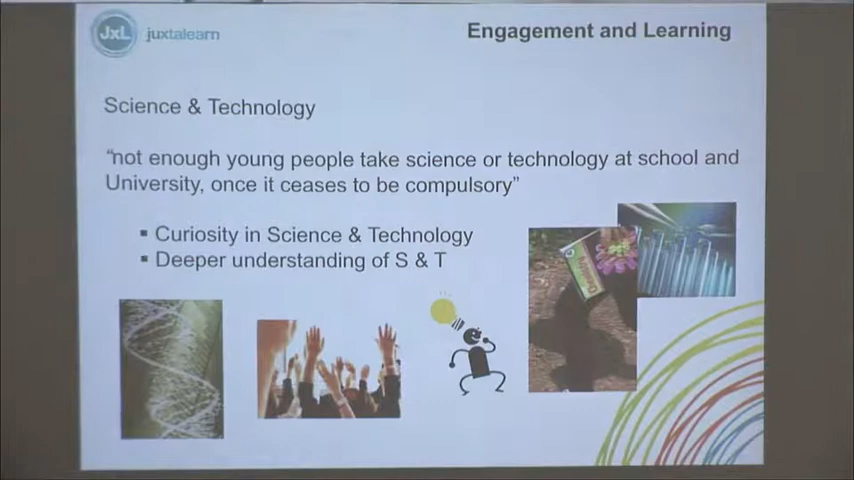 JxL juxtalearn
Engagement and Learning
Science & Technology
“not enough young people take science or technology at school and
University, once it ceases to be compulsory”
▪ Curiosity in Science & Technology
▪ Deeper understanding of S & T